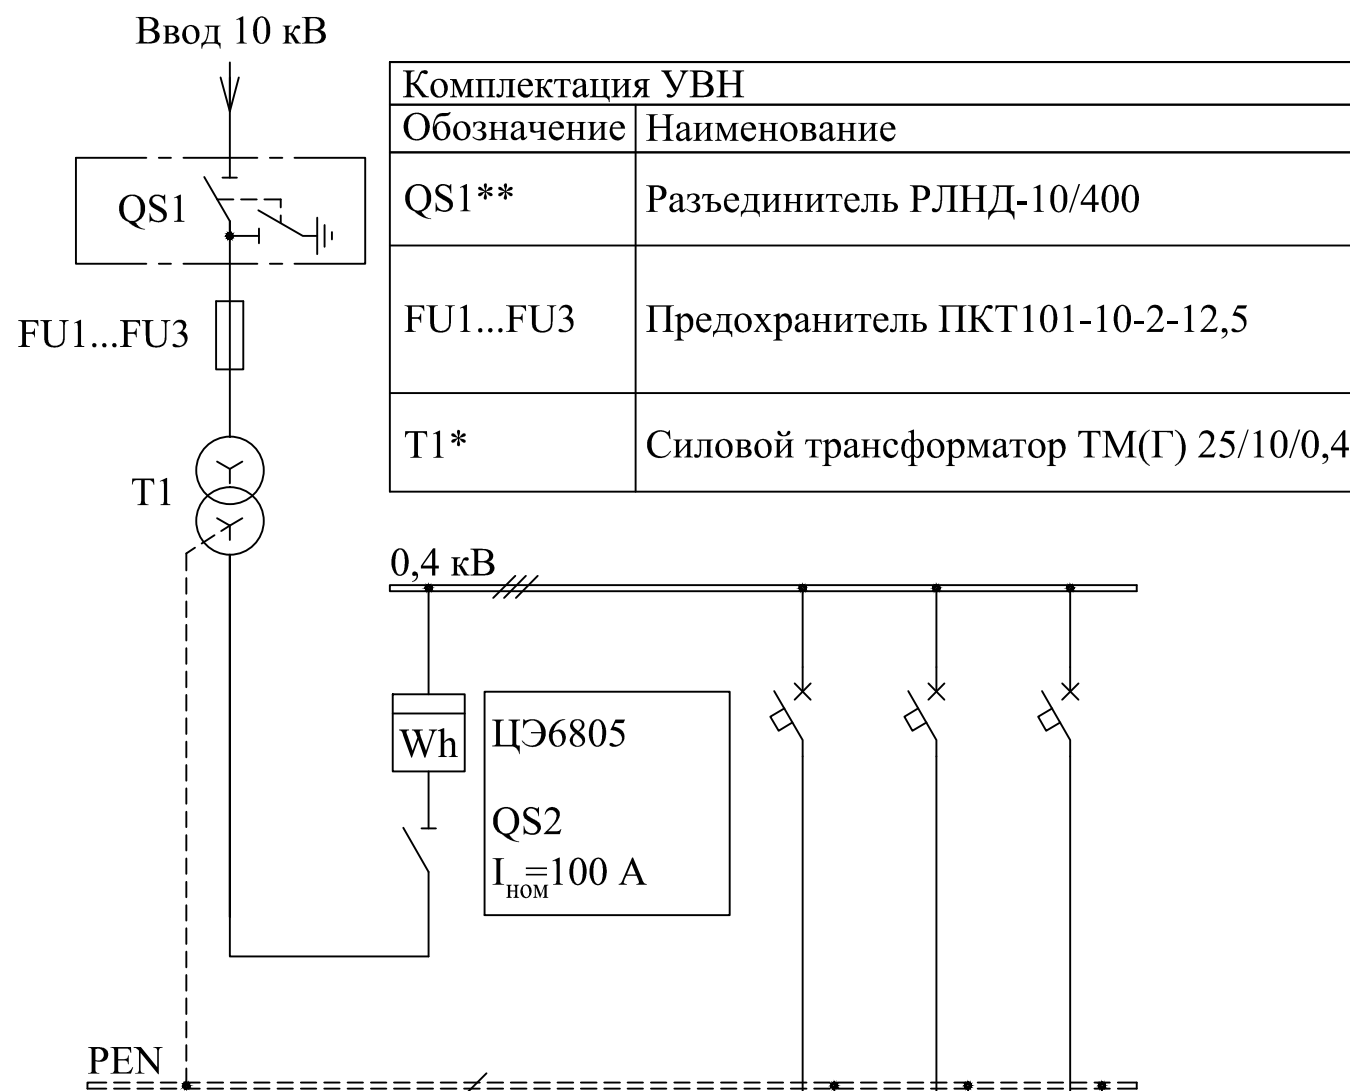 Ввод 10 кВ
Комплектация УВН
Обозначение Наименование
QS1
QS1** Разъединитель РЛНД-10/400
FU1...FU3
FU1...FU3 Предохранитель ПКТ101-10-2-12,5
T1
T1* Силовой трансформатор ТМ(Г) 25/10/0,4
0,4 кВ
Wh
ЦЭ6805
QS2
Iном=100 А
PEN